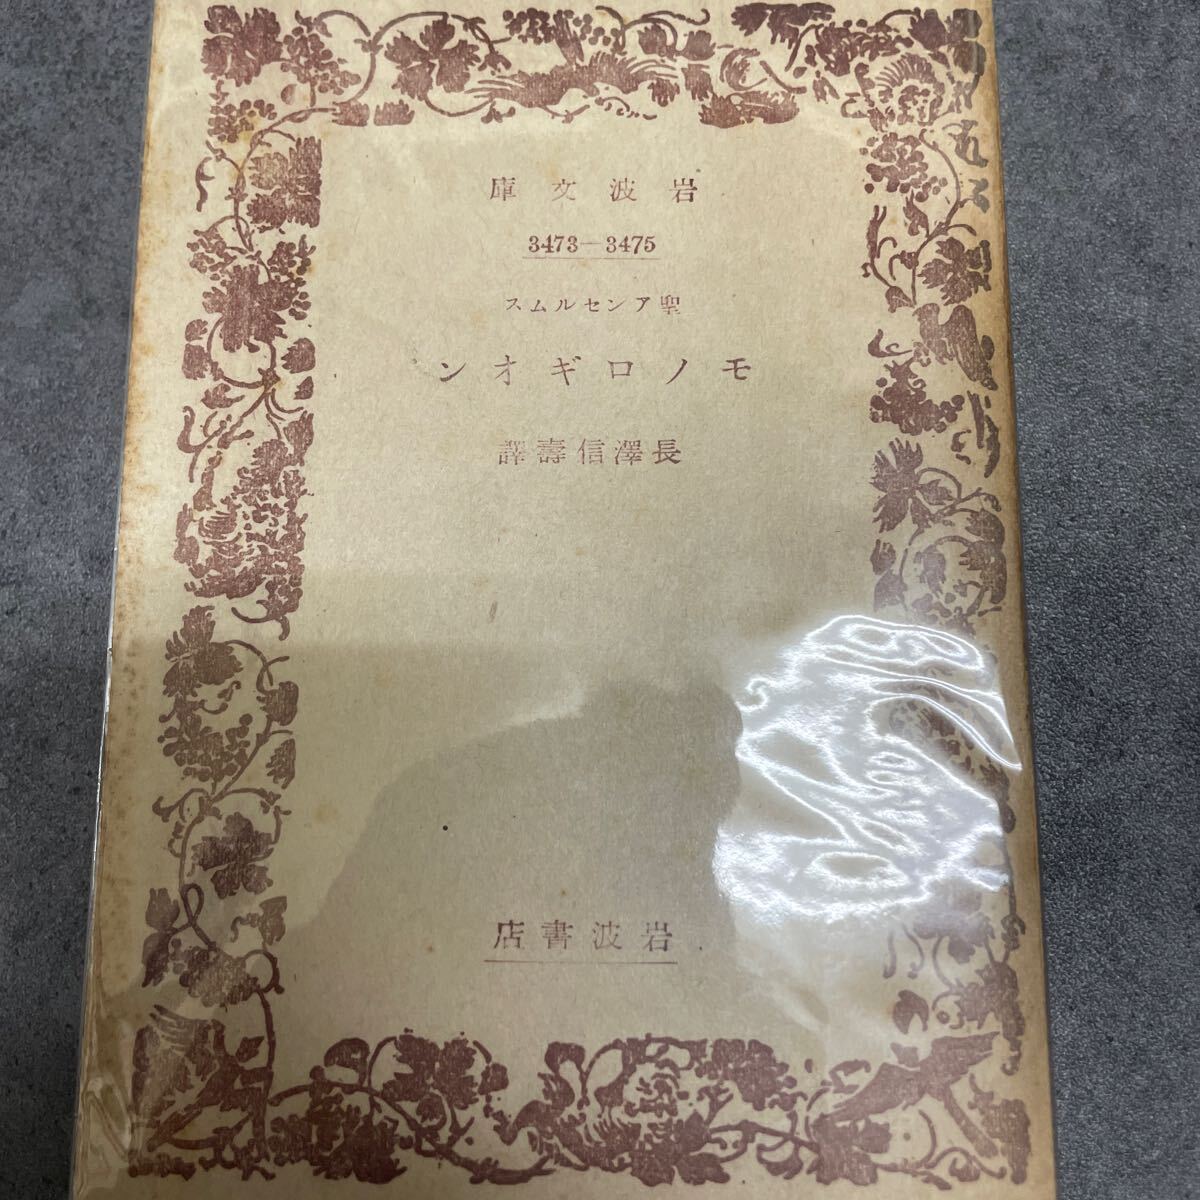 岩波文庫
3473—3475
聖アンセルムス
モノロギオン
長澤信壽譯
岩波書店